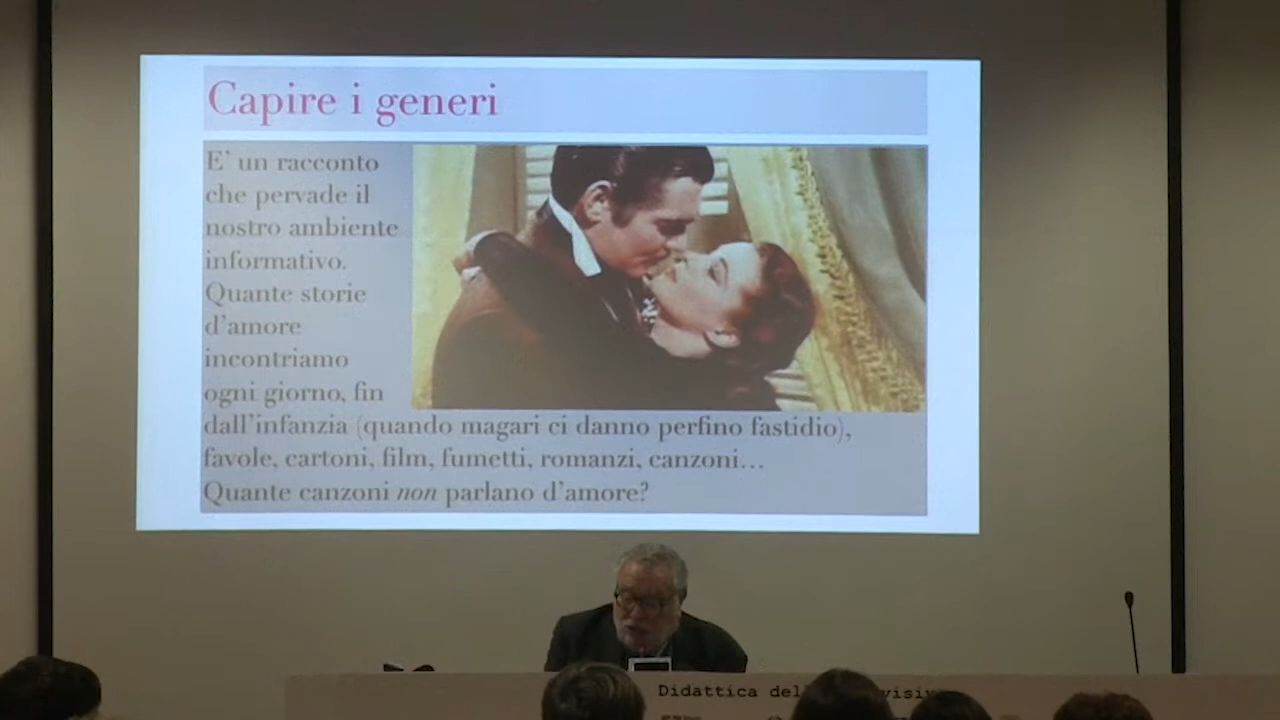 Capire i generi
E' un racconto
che pervade il
nostro ambiente
informativo.
Quante storie
d'amore
incontriamo
ogni giorno, fin
dall'infanzia (quando magari ci danno perfino fastidio),
favole, cartoni, film, fumetti, romanzi, canzoni...
Quante canzoni non parlano d'amore?
Didattica